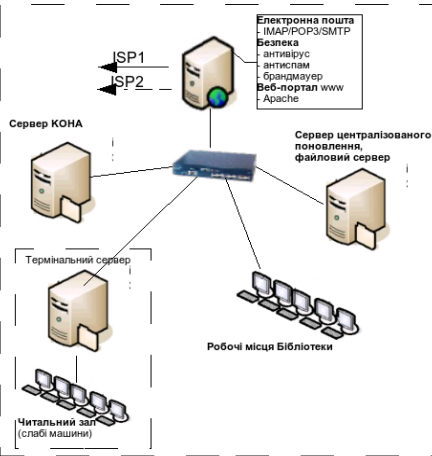 Електронна пошта
- IMAP/POP3/SMTP
Безпека
- антивірус
- антиспам
- брандмауер
Веб-портал www
- Apache
ISP1
ISP2
Сервер КОНА
Сервер централізованого
поновлення,
файловий сервер
Термінальний сервер
Робочі місця Бібліотеки
Читальний зал
(слабі машини)